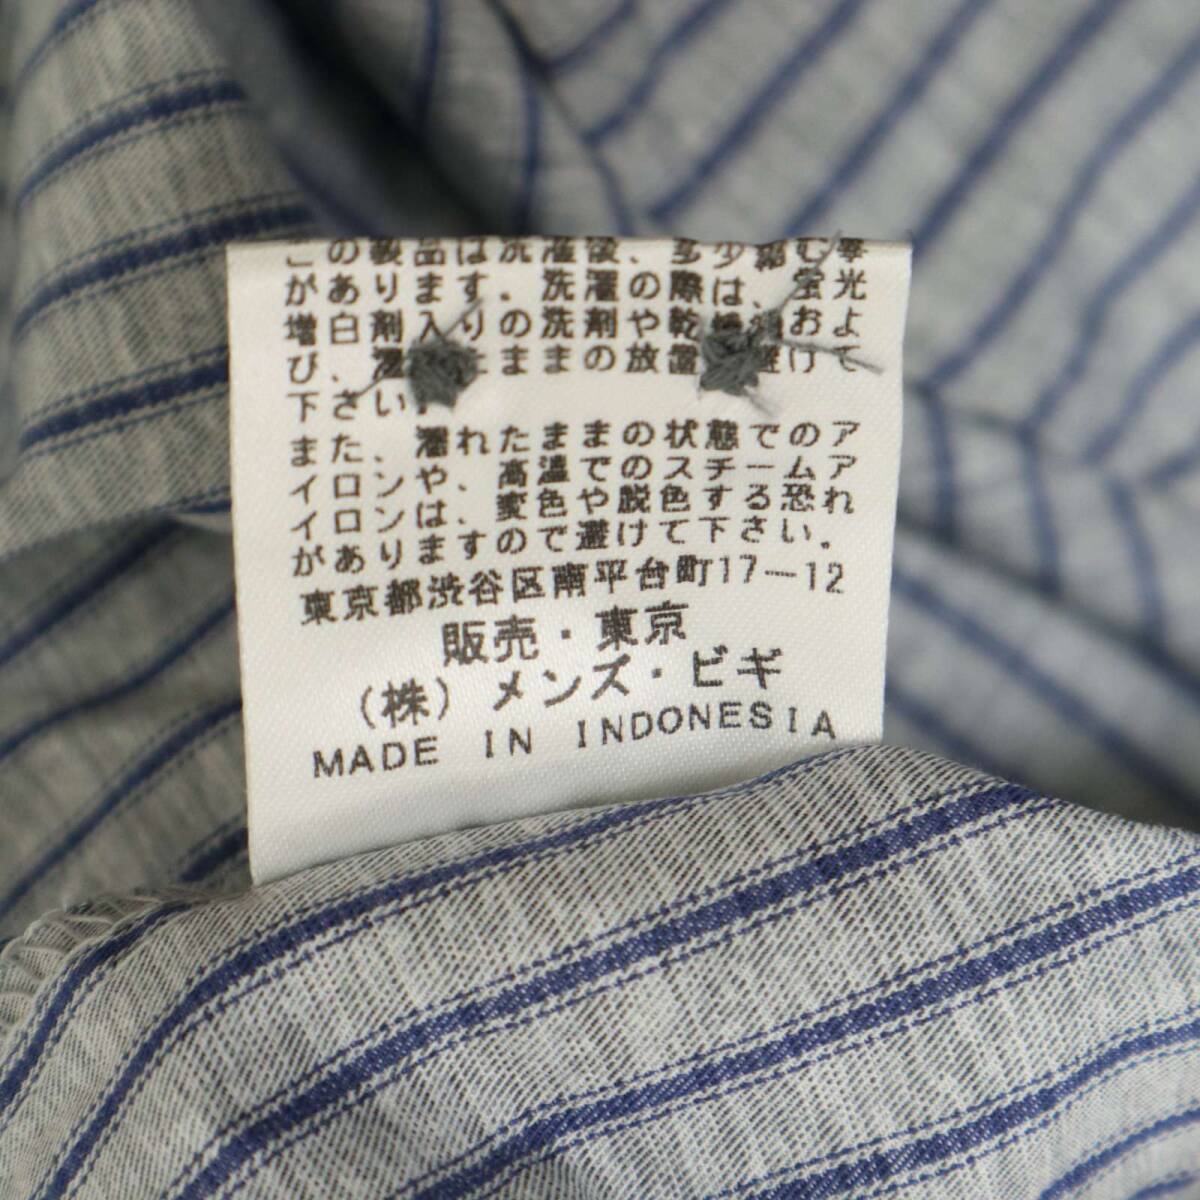 この製品は洗濯後、多少縮む事
があります。洗濯の際は、蛍光
増白剤入りの洗剤や乾 およ
び、濡 たままの放置 避けて
下さい。
また、濡れたままの状態でのア
イロンや、高温でのスチームア
イロンは、変色や脱色する恐れ
がありますので避けて下さい。
東京都渋谷区南平台町17ー12
販売・東京
(株) メンズ・ビギ
MADE IN INDONESIA